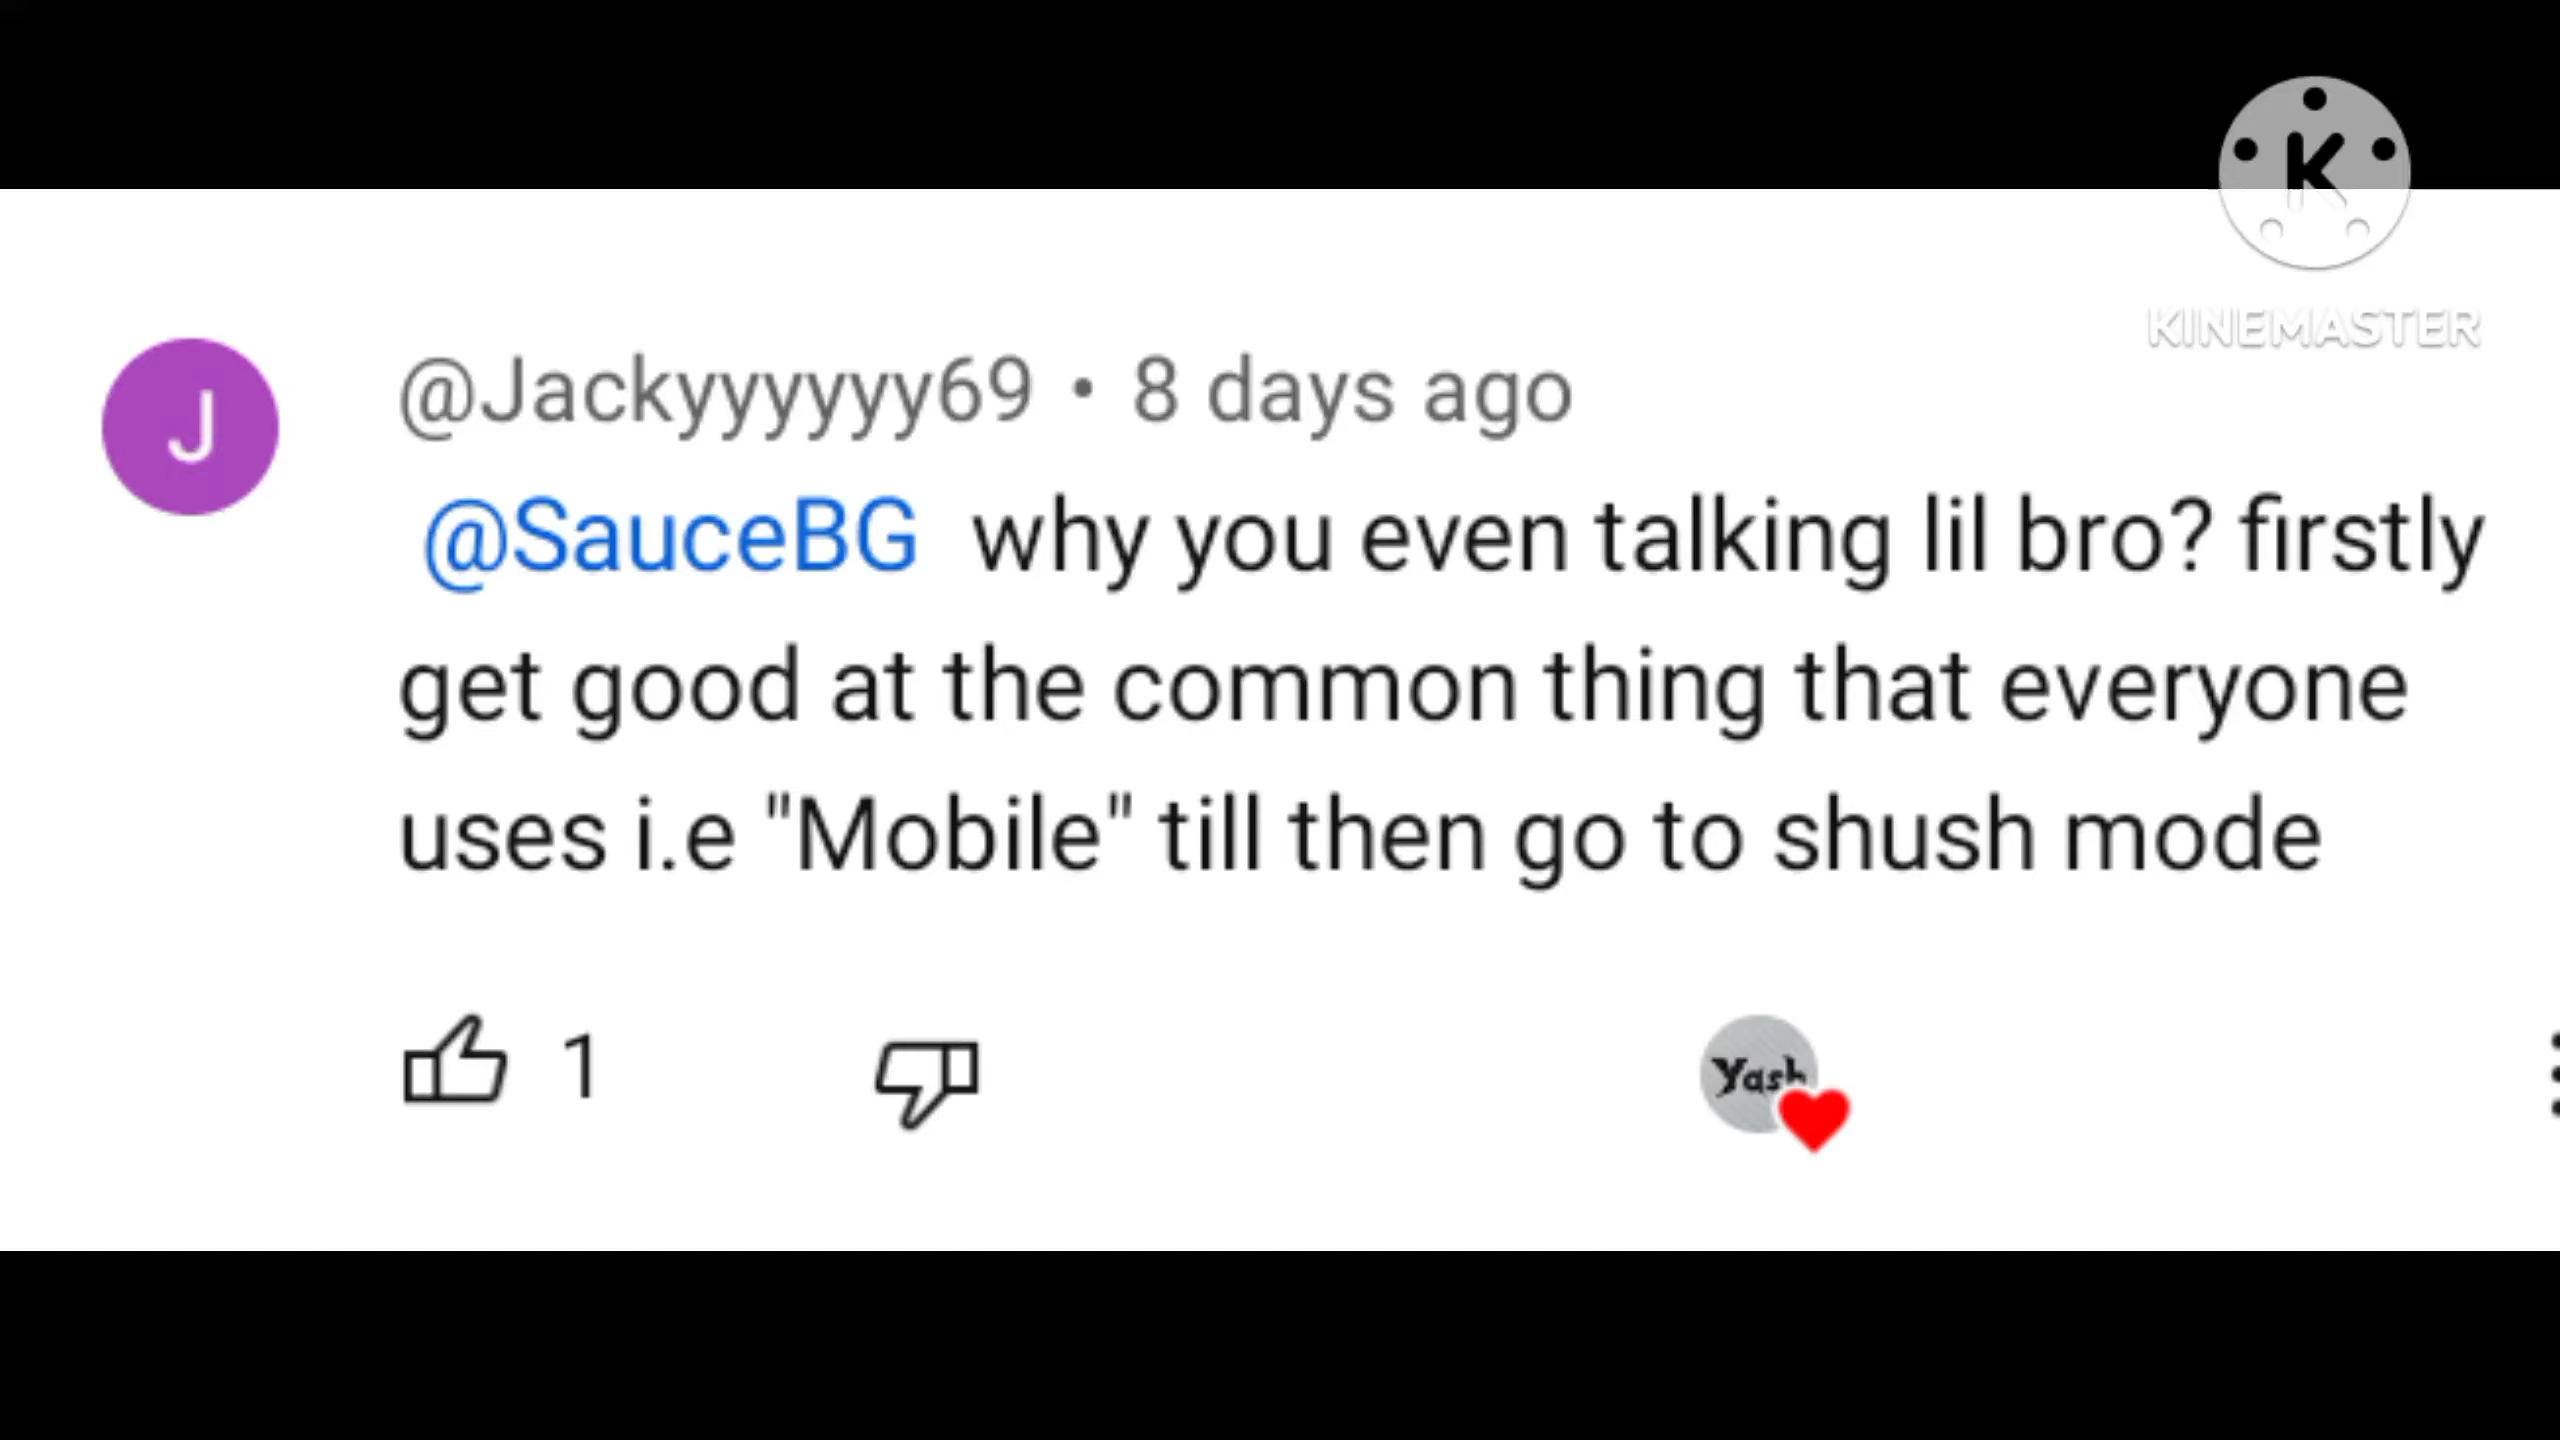 K
KINEMASTER
J
@Jackyyyyyy69 • 8 days ago
@SauceBG why you even talking lil bro? firstly
get good at the common thing that everyone
uses i.e "Mobile" till then go to shush mode
1
Yash